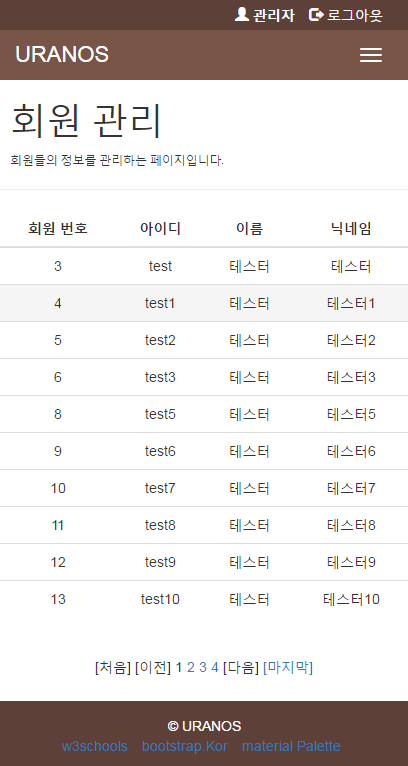 관리자 로그아웃
URANOS
회원 관리
회원들의 정보를 관리하는 페이지입니다.
회원 번호 아이디 이름 닉네임
3 test 테스터 테스터
4 test1 테스터 테스터1
5 test2 테스터 테스터2
6 test3 테스터 테스터3
8 test5 테스터 테스터5
9 test6 테스터 테스터6
10 test7 테스터 테스터7
11 test8 테스터 테스터8
12 test9 테스터 테스터9
13 test10 테스터 테스터10
[처음] [이전] 1 2 3 4 [다음] [마지막]
© URANOS
w3schools bootstrap.Kor material Palette